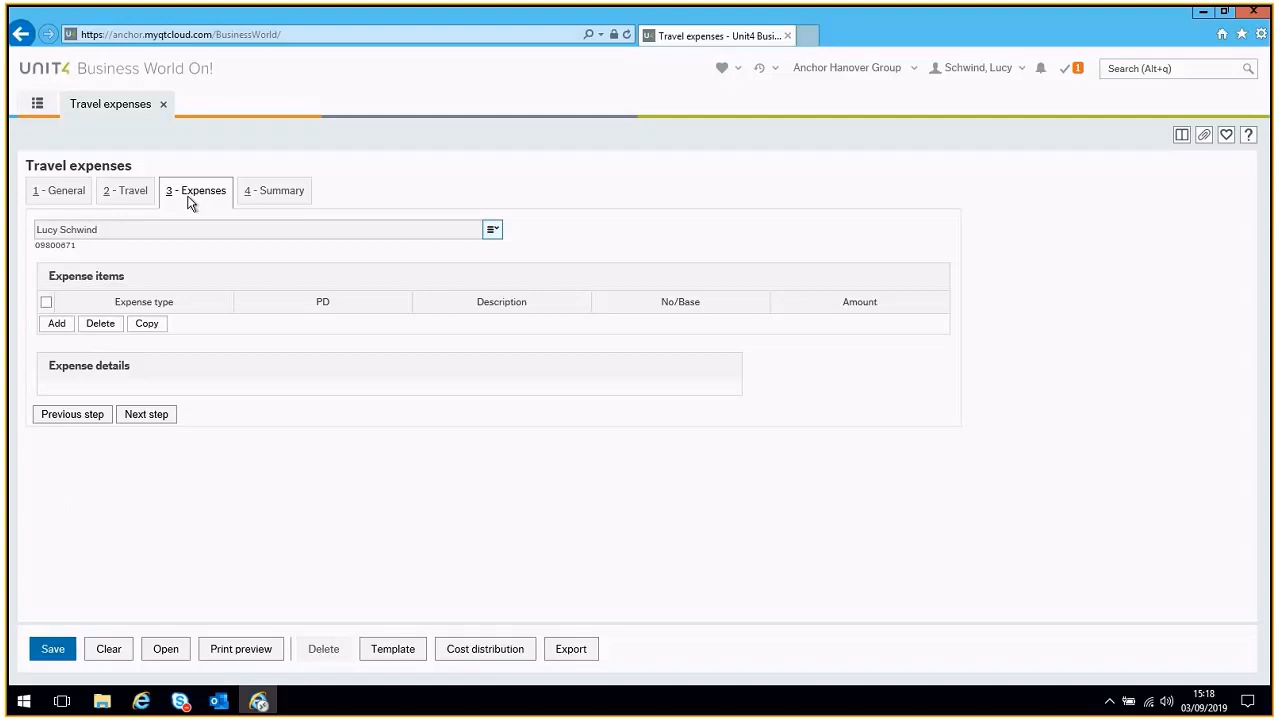 https://anchor.myqtcloud.com/BusinessWorld/
Travel expenses - Unit4 Busi...
UNIT4 Business World On!
Anchor Hanover Group
Schwind, Lucy
1
Search (Alt+q)
Travel expenses
Travel expenses
1 - General
2 - Travel
3 - Expenses
4 - Summary
Lucy Schwind
09800671
Expense items
Expense type PD Description No/Base Amount
Add Delete Copy
Expense details
Previous step Next step
Save Clear Open Print preview Delete Template Cost distribution Export
15:18
03/09/2019